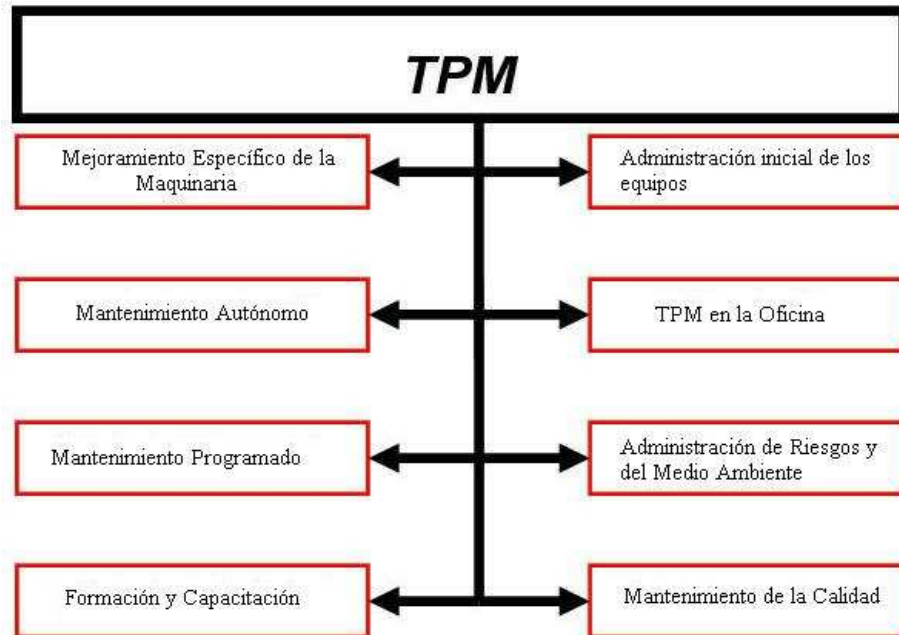 TPM
Mejoramiento Específico de la
Maquinaria
Administración inicial de los
equipos
Mantenimiento Autónomo
TPM en la Oficina
Mantenimiento Programado
Administración de Riesgos y
del Medio Ambiente
Formación y Capacitación
Mantenimiento de la Calidad